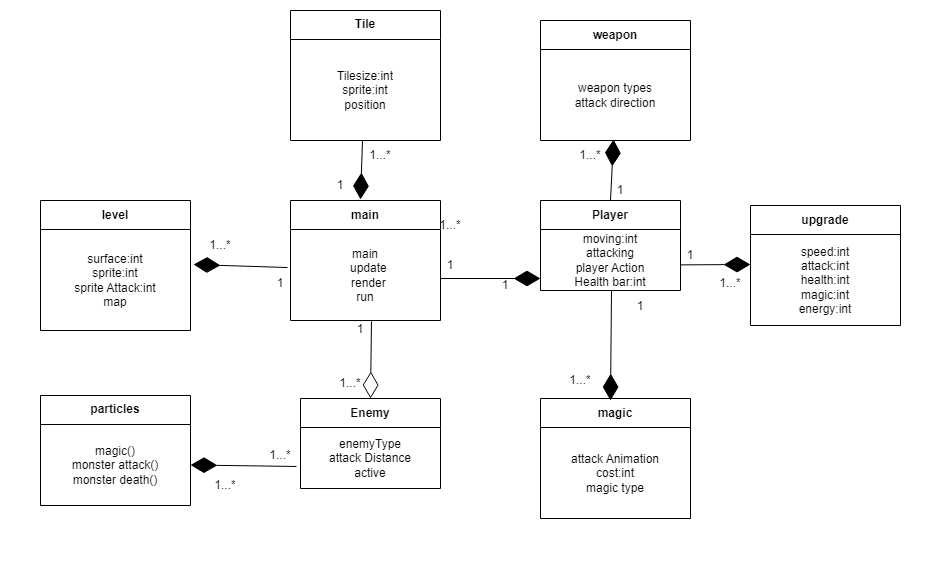 Tile
Tilesize:int
sprite:int
position
1...*
1
weapon
weapon types
attack direction
1...*
1
level
surface:int
sprite:int
sprite Attack:int
map
1...*
1
main
main
update
render
run
1...*
1
1
Player
moving:int
attacking
player Action
Health bar:int
1
1...*
upgrade
speed:int
attack:int
health:int
magic:int
energy:int
1
1...*
1
1...*
particles
magic()
monster attack()
monster death()
1...*
1...*
Enemy
enemyType
attack Distance
active
magic
attack Animation
cost:int
magic type